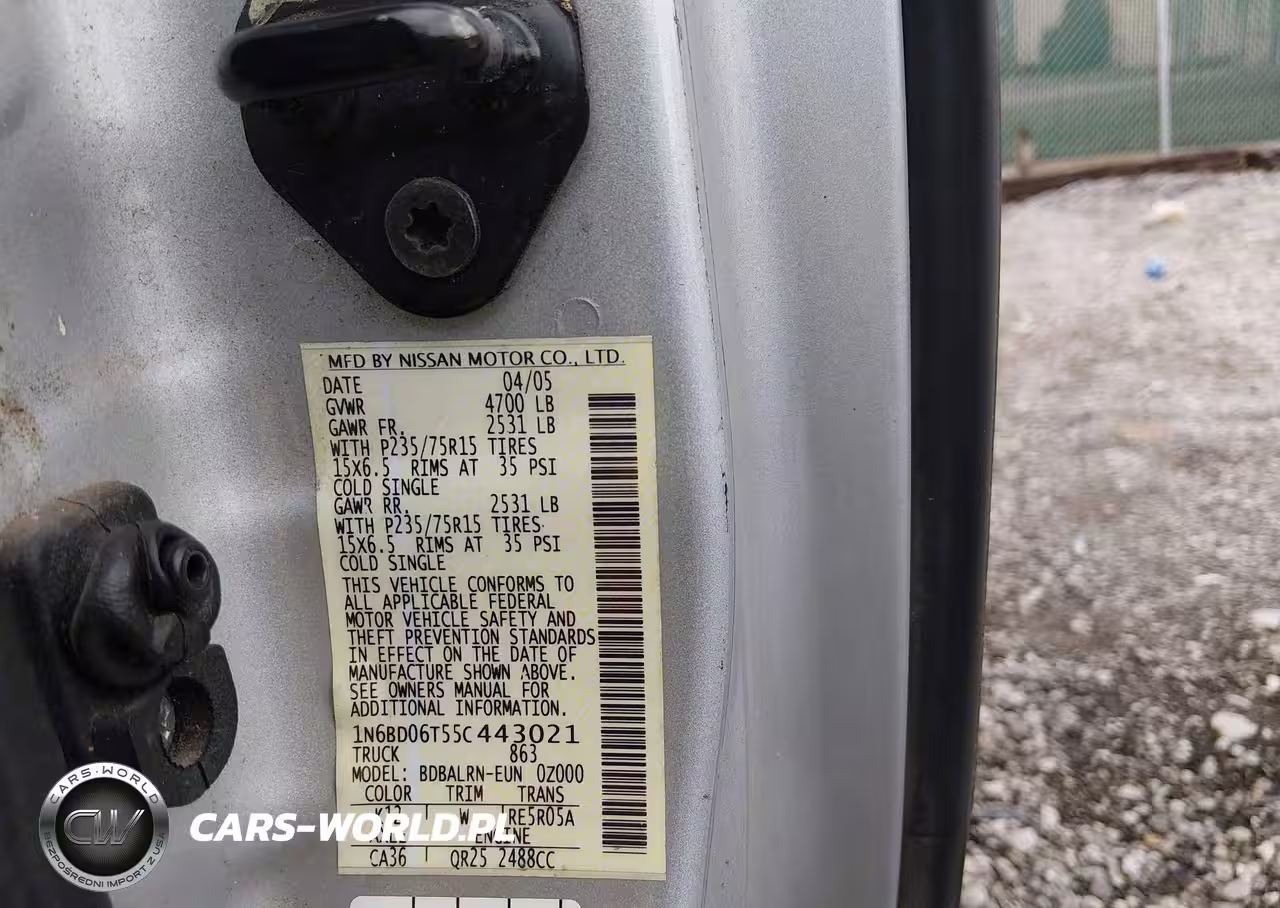 MFD BY NISSAN MOTOR CO., LTD.
DATE 04/05
GVWR 4700 LB
GAWR FR. 2531 LB
WITH P235/75R15 TIRES
15X6.5 RIMS AT 35 PSI
COLD SINGLE
GAWR RR. 2531 LB
WITH P235/75R15 TIRES
15X6.5 RIMS AT 35 PSI
COLD SINGLE
THIS VEHICLE CONFORMS TO
ALL APPLICABLE FEDERAL
MOTOR VEHICLE SAFETY AND
THEFT PREVENTION STANDARDS
IN EFFECT ON THE DATE OF
MANUFACTURE SHOWN ABOVE.
SEE OWNERS MANUAL FOR
ADDITIONAL INFORMATION.
1N6BD06T55C443021
TRUCK 863
MODEL: BDBALRN-EUN 0Z000
COLOR TRIM TRANS
K12 W RE5R05A
ENGINE
CA36 QR25 2488CC
CARS-WORLD
CW
BEZPOŚREDNI IMPORT Z USA
CARS-WORLD.PL